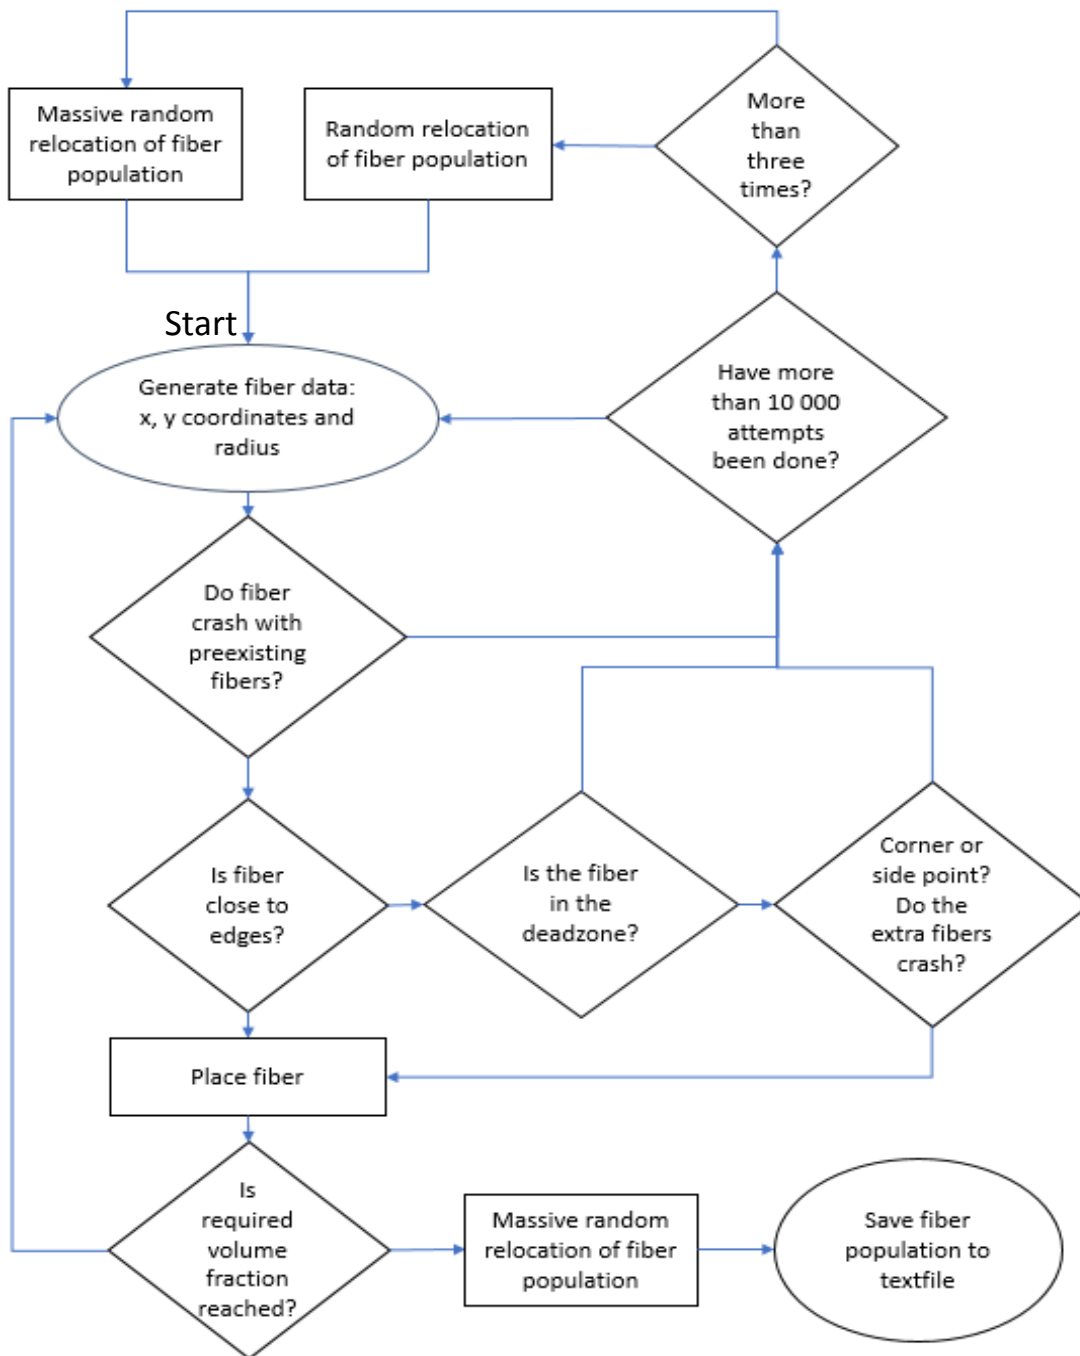 Massive random
relocation of fiber
population
Random relocation
of fiber population
More
than
three
times?
Start
Generate fiber data:
x, y coordinates and
radius
Have more
than 10 000
attempts
been done?
Do fiber
crash with
preexisting
fibers?
Is fiber
close to
edges?
Is the fiber
in the
deadzone?
Corner or
side point?
Do the
extra fibers
crash?
Place fiber
Is
required
volume
fraction
reached?
Massive random
relocation of fiber
population
Save fiber
population to
textfile